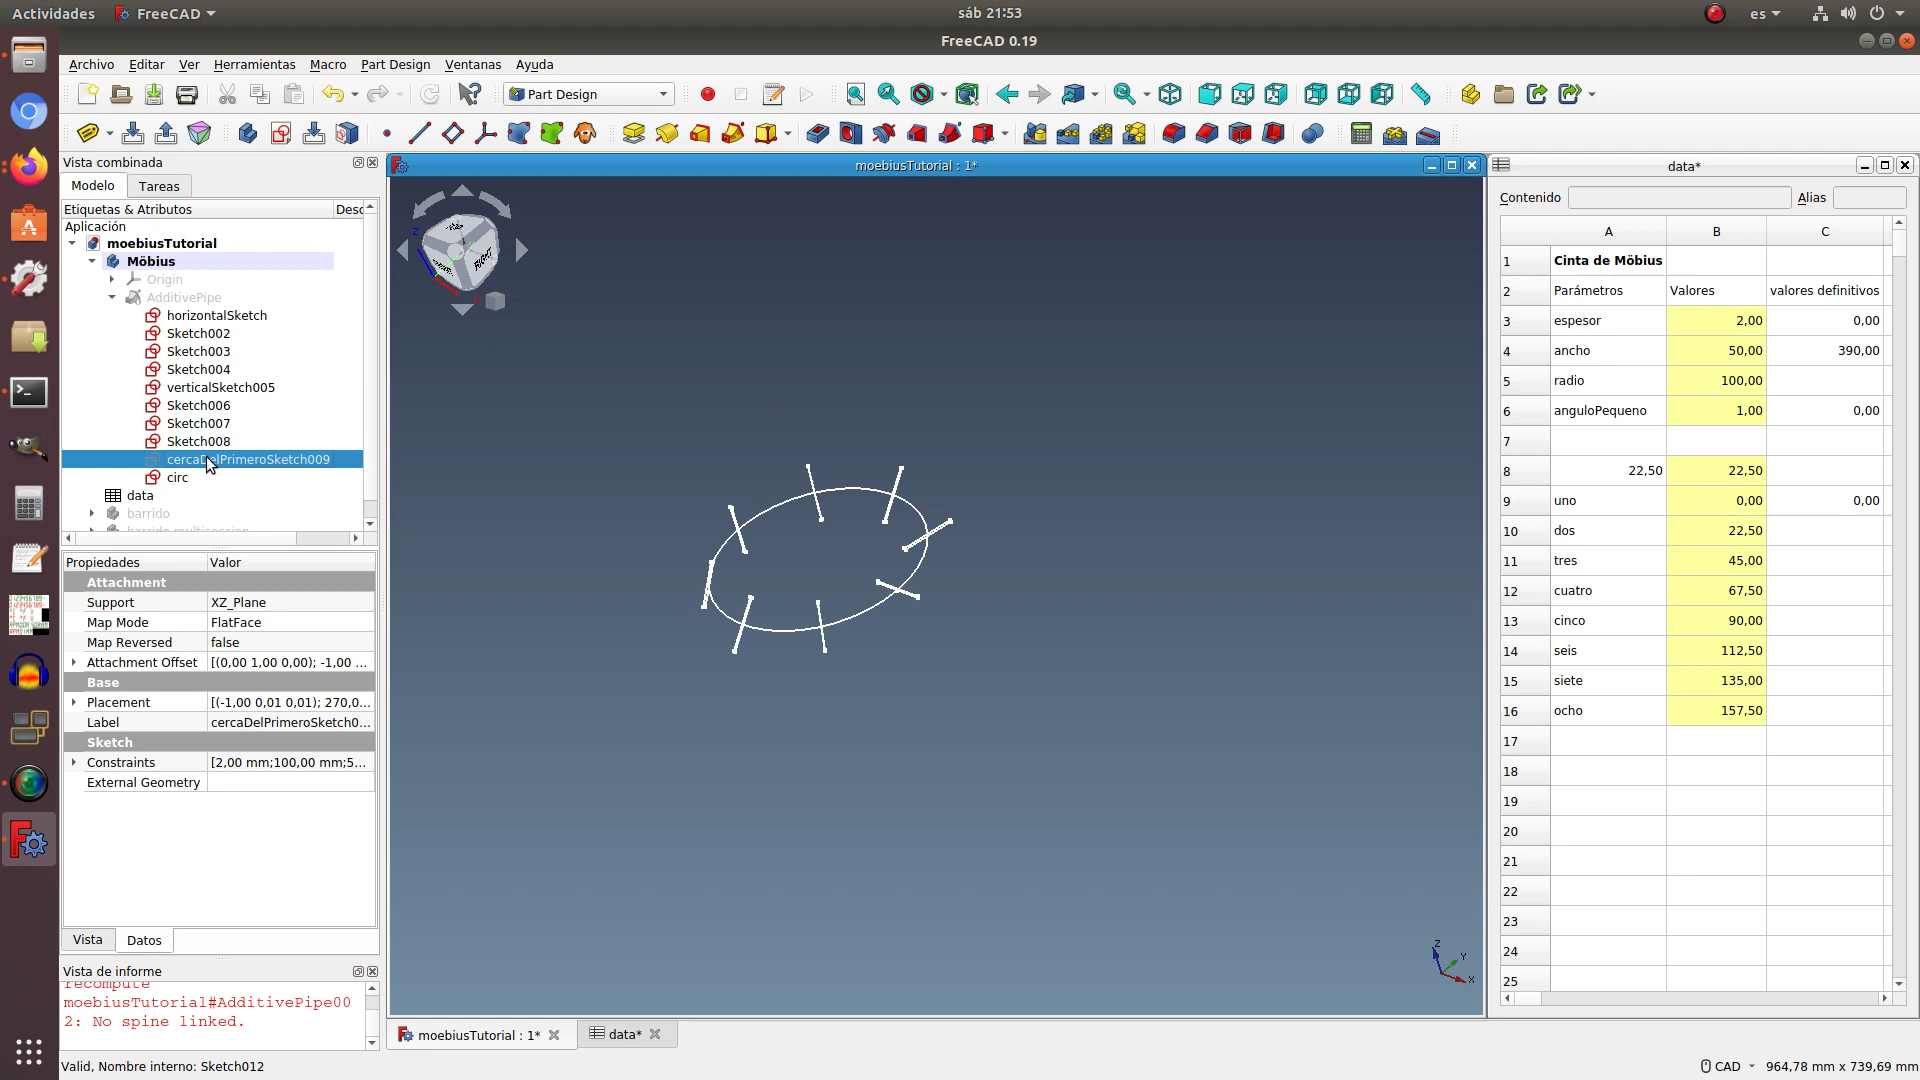 Actividades
FreeCAD
sáb 21:53
es
FreeCAD 0.19
Archivo
Editar
Ver
Herramientas
Macro
Part Design
Ventanas
Ayuda
Part Design
Vista combinada
Modelo
Tareas
Etiquetas & Atributos
Desc
Aplicación
moebiusTutorial
Möbius
Origin
AdditivePipe
horizontalSketch
Sketch002
Sketch003
Sketch004
verticalSketch005
Sketch006
Sketch007
Sketch008
cercaDelPrimeroSketch009
circ
data
barrido
barrido multiseccion
Propiedades
Valor
Attachment
Support
XZ_Plane
Map Mode
FlatFace
Map Reversed
false
Attachment Offset
[(0,00 1,00 0,00); -1,00 ...
Base
Placement
[(-1,00 0,01 0,01); 270,0...
Label
cercaDelPrimeroSketch0...
Sketch
Constraints
[2,00 mm;100,00 mm;5...
External Geometry
Vista
Datos
Vista de informe
recompute
moebiusTutorial#AdditivePipe00
2: No spine linked.
Valid, Nombre interno: Sketch012
moebiusTutorial : 1*
RIGHT
Z
X
Z
Y
X
moebiusTutorial : 1*
data*
data*
Contenido
Alias
A
B
C
1
Cinta de Möbius
2
Parámetros
Valores
valores definitivos
3
espesor
2,00
0,00
4
ancho
50,00
390,00
5
radio
100,00
6
anguloPequeno
1,00
0,00
7
8
22,50
22,50
9
uno
0,00
0,00
10
dos
22,50
11
tres
45,00
12
cuatro
67,50
13
cinco
90,00
14
seis
112,50
15
siete
135,00
16
ocho
157,50
17
18
19
20
21
22
23
24
25
CAD
964,78 mm x 739,69 mm